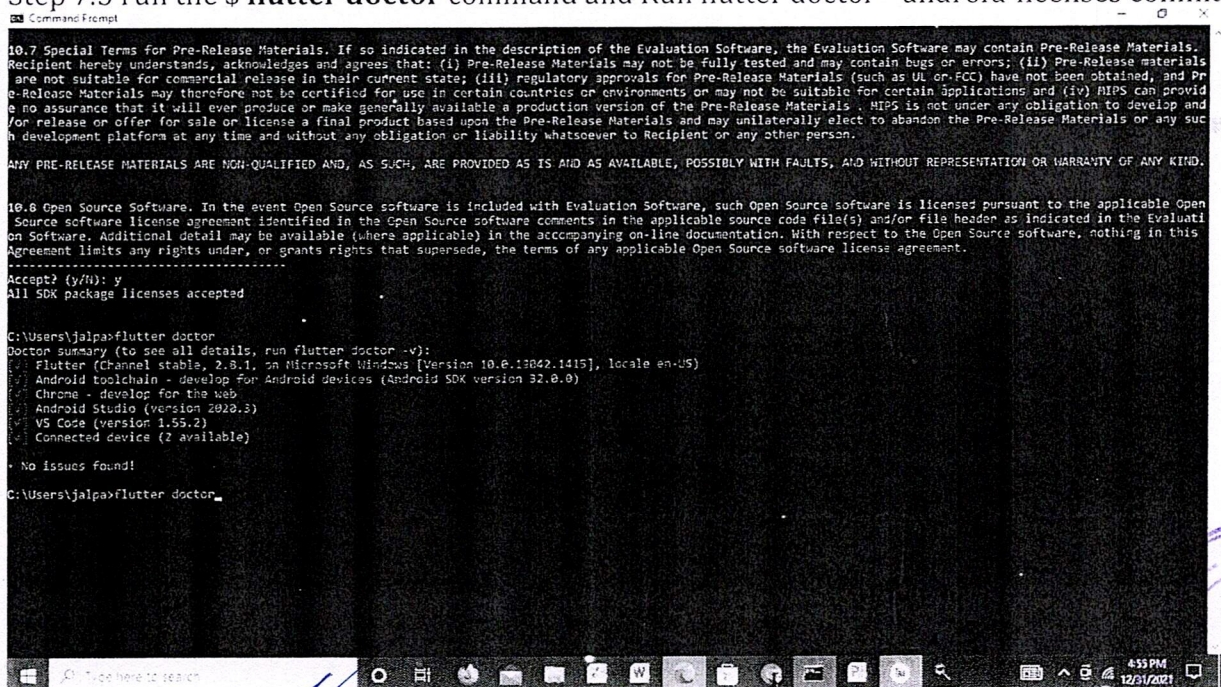 Step 7.3 run the $ flutter doctor command and Run flutter doctor --android-licenses
Command Prompt
10.7 Special Terms for Pre-Release Materials. If so indicated in the description of the Evaluation Software, the Evaluation Software may contain Pre-Release Materials.
Recipient hereby understands, acknowledges and agrees that: (i) Pre-Release Materials may not be fully tested and may contain bugs or errors; (ii) Pre-Release materials
are not suitable for commercial release in their current state; (iii) regulatory approvals for Pre-Release Materials (such as UL or FCC) have not been obtained, and Pr
e-Release Materials may therefore not be certified for use in certain countries or environments or may not be suitable for certain applications and (iv) MIPS can provid
e no assurance that it will ever produce or make generally available a production version of the Pre-Release Materials . MIPS is not under any obligation to develop and
/or release or offer for sale or license a final product based upon the Pre-Release Materials and may unilaterally elect to abandon the Pre-Release Materials or any suc
h development platform at any time and without any obligation or liability whatsoever to Recipient or any other person.
ANY PRE-RELEASE MATERIALS ARE NON-QUALIFIED AND, AS SUCH, ARE PROVIDED AS IS AND AS AVAILABLE, POSSIBLY WITH FAULTS, AND WITHOUT REPRESENTATION OR WARRANTY OF ANY KIND.
10.8 Open Source Software. In the event Open Source software is included with Evaluation Software, such Open Source software is licensed pursuant to the applicable Open
Source software license agreement identified in the Open Source software comments in the applicable source code file(s) and/or file header as indicated in the Evaluati
on Software. Additional detail may be available (where applicable) in the accompanying on-line documentation. With respect to the Open Source software, nothing in this
Agreement limits any rights under, or grants rights that supersede, the terms of any applicable Open Source software license agreement.
---------------------------------------
Accept? (y/N): y
All SDK package licenses accepted
C:\Users\jalpa>flutter doctor
Doctor summary (to see all details, run flutter doctor -v):
[√] Flutter (Channel stable, 2.8.1, on Microsoft Windows [Version 10.0.19042.1415], locale en-US)
[√] Android toolchain - develop for Android devices (Android SDK version 32.0.0)
[√] Chrome - develop for the web
[√] Android Studio (version 2020.3)
[√] VS Code (version 1.55.2)
[√] Connected device (2 available)
• No issues found!
C:\Users\jalpa>flutter doctor_
Type here to search
4:55 PM
12/31/2021